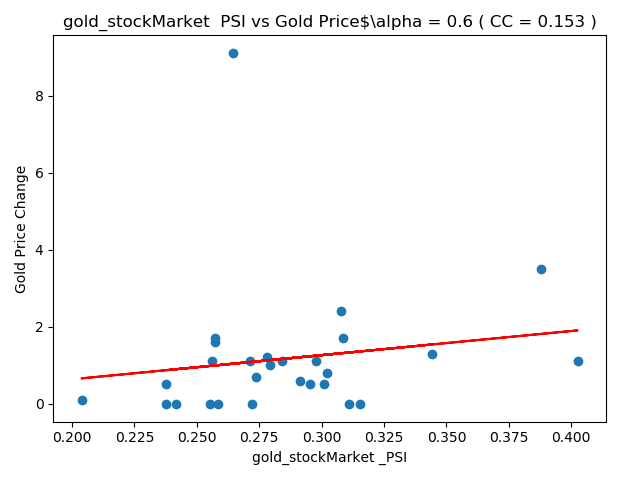 gold_stockMarket  PSI vs Gold Price$\alpha = 0.6 ( CC = 0.153 )
8
6
4
2
0
Gold Price Change
0.200 0.225 0.250 0.275 0.300 0.325 0.350 0.375 0.400
gold_stockMarket _PSI